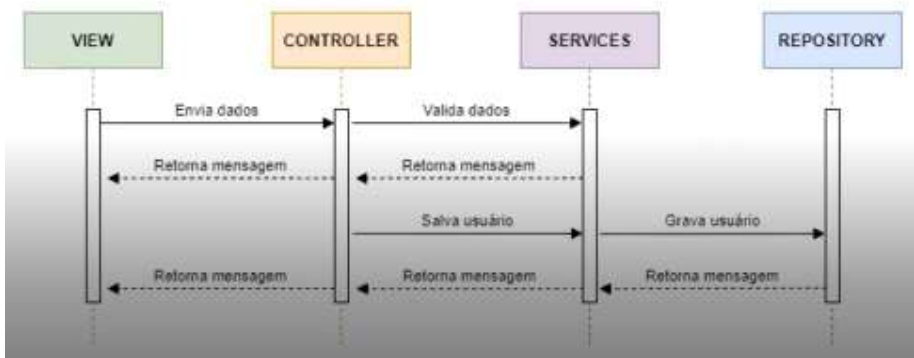 VIEW
CONTROLLER
SERVICES
REPOSITORY
Envia dados
Valida dados
Retorna mensagem
Retorna mensagem
Salva usuário
Grava usuário
Retorna mensagem
Retorna mensagem
Retorna mensagem